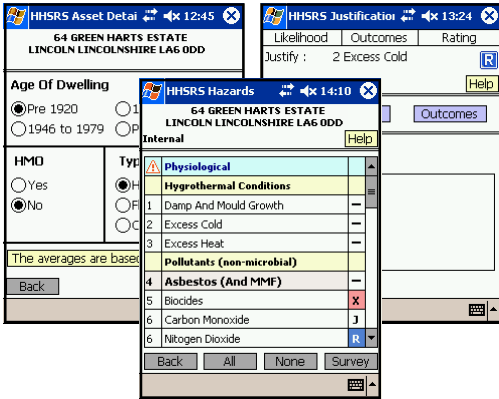 HHSRS Asset Detai 12:45
64 GREEN HARTS ESTATE
LINCOLN LINCOLNSHIRE LA6 0DD
Age Of Dwelling
Pre 1920
1946 to 1979
HMO
Typ
Yes
No
The averages are based
Back
HHSRS Justification 13:24
Likelihood Outcomes Rating
Justify : 2 Excess Cold R
Help
Outcomes
HHSRS Hazards 14:10
64 GREEN HARTS ESTATE
LINCOLN LINCOLNSHIRE LA6 0DD
Internal Help
Physiological
Hygrothermal Conditions
1 Damp And Mould Growth –
2 Excess Cold –
3 Excess Heat –
Pollutants (non-microbial)
4 Asbestos (And MMF) –
5 Biocides X
6 Carbon Monoxide J
6 Nitogen Dioxide R
Back All None Survey